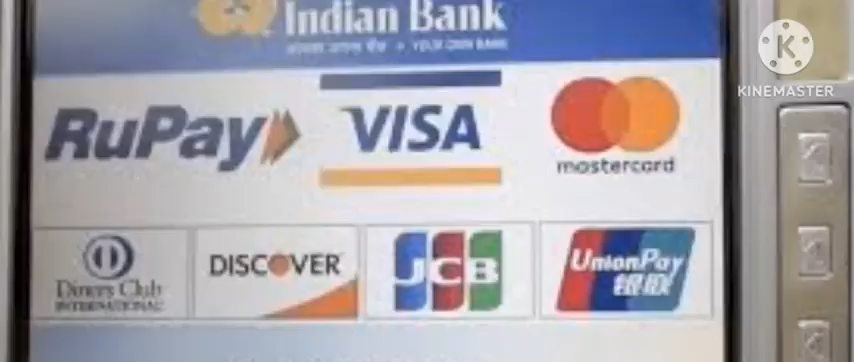 Indian Bank
YOUR OWN BANK
RuPay
VISA
mastercard
Diners Club
INTERNATIONAL
DISCOVER
JCB
UnionPay
银联
K
KINEMASTER